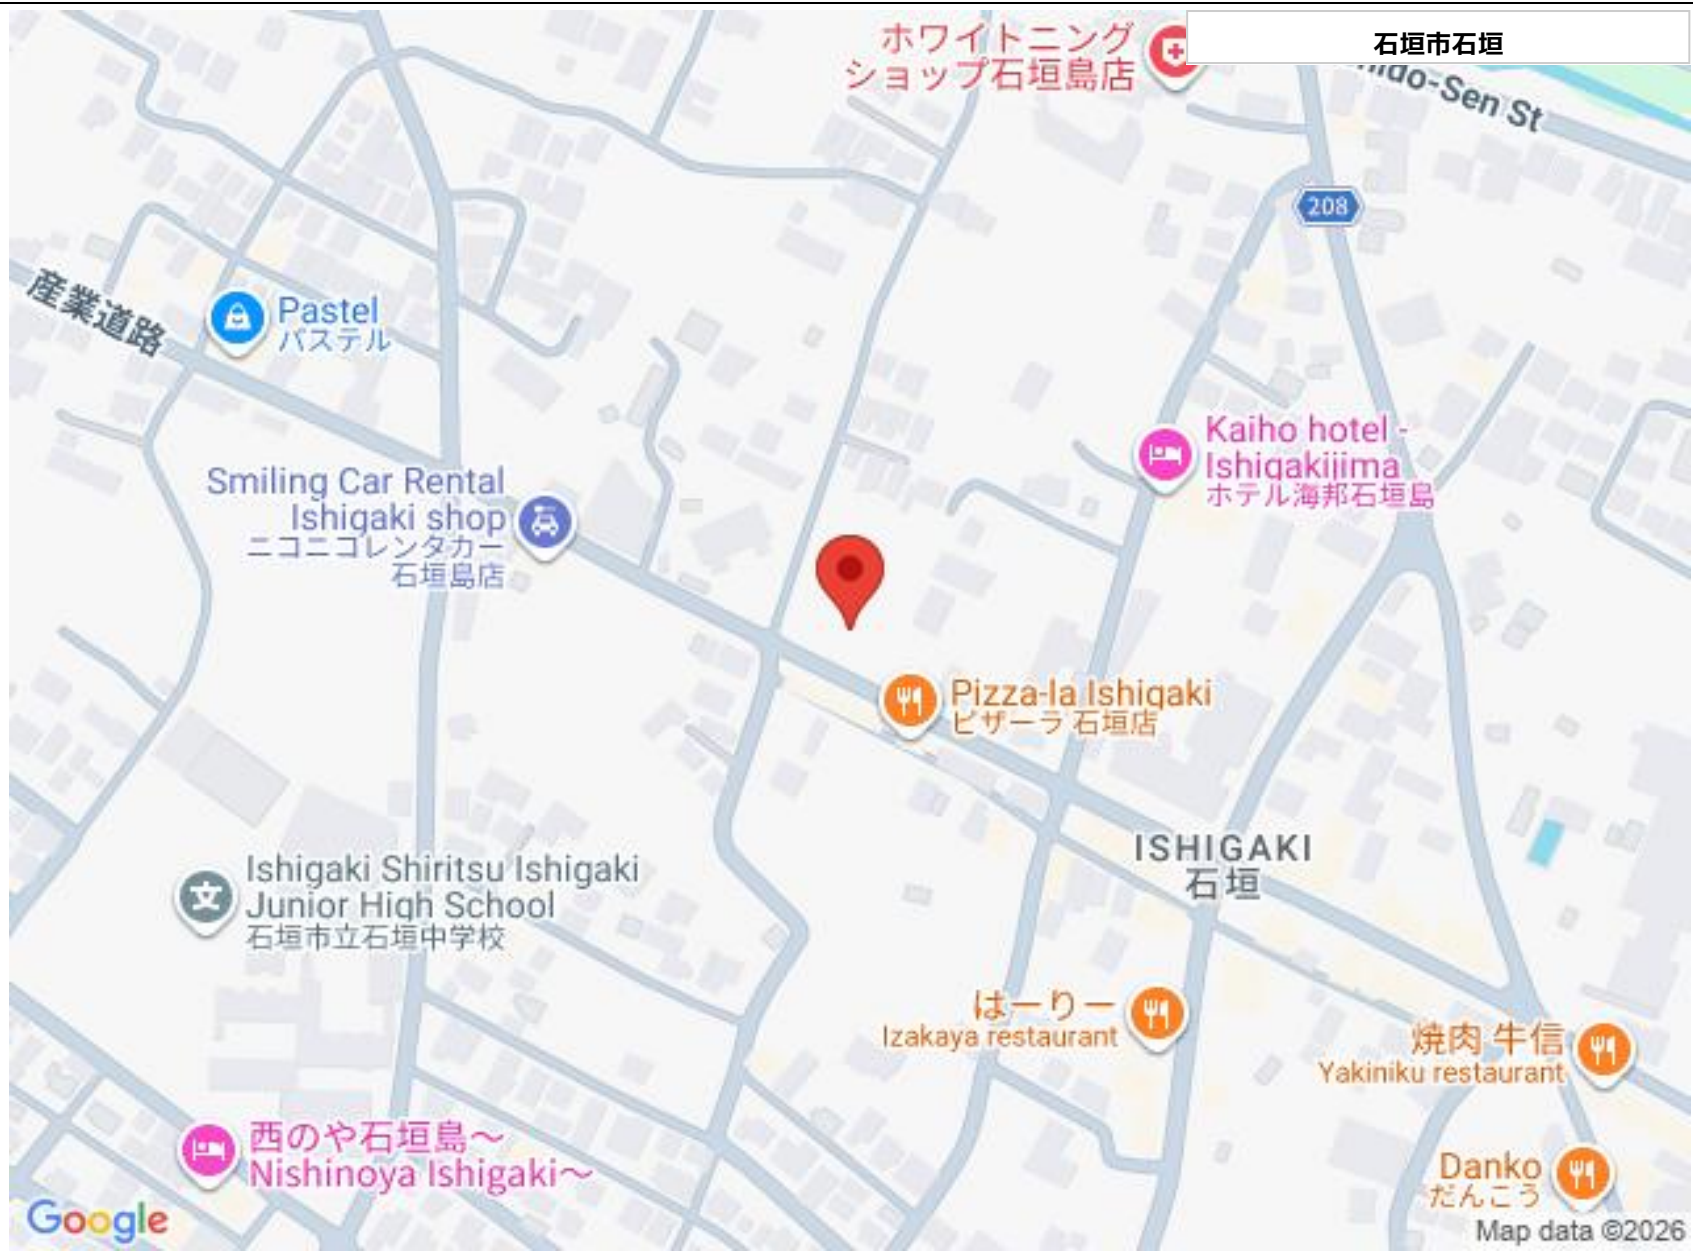 ホワイトニング
ショップ石垣島店
石垣市石垣
do-Sen St
208
産業道路
Pastel
パステル
Kaiho hotel -
Ishigakijima
ホテル海邦石垣島
Smiling Car Rental
Ishigaki shop
ニコニコレンタカー
石垣島店
Pizza-la Ishigaki
ピザーラ 石垣店
ISHIGAKI
石垣
Ishigaki Shiritsu Ishigaki
Junior High School
石垣市立石垣中学校
文
はーりー
Izakaya restaurant
焼肉 牛信
Yakiniku restaurant
西のや石垣島〜
Nishinoya Ishigaki〜
Danko
だんこう
Google
Map data ©2026